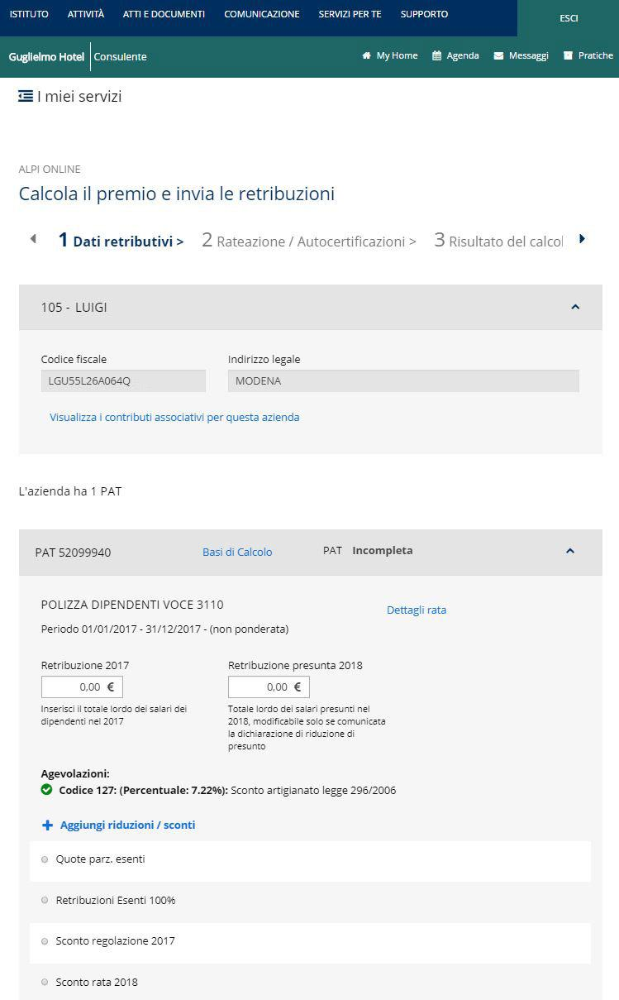 ISTITUTO ATTIVITÀ ATTI E DOCUMENTI COMUNICAZIONE SERVIZI PER TE SUPPORTO ESCI
Guglielmo Hotel Consulente My Home Agenda Messaggi Pratiche
I miei servizi
ALPI ONLINE
Calcola il premio e invia le retribuzioni
1 Dati retributivi > 2 Rateazione / Autocertificazioni > 3 Risultato del calcol
105 - LUIGI
Codice fiscale Indirizzo legale
LGU55L26A064Q MODENA
Visualizza i contributi associativi per questa azienda
L'azienda ha 1 PAT
PAT 52099940 Basi di Calcolo PAT Incompleta
POLIZZA DIPENDENTI VOCE 3110
Dettagli rata
Periodo 01/01/2017 - 31/12/2017 - (non ponderata)
Retribuzione 2017 Retribuzione presunta 2018
0,00 € 0,00 €
Inserisci il totale lordo dei salari dei Totale lordo dei salari presunti nel
dipendenti nel 2017 2018, modificabile solo se comunicata
la dichiarazione di riduzione di
presunto
Agevolazioni:
Codice 127: (Percentuale: 7.22%): Sconto artigianato legge 296/2006
Aggiungi riduzioni / sconti
Quote parz. esenti
Retribuzioni Esenti 100%
Sconto regolazione 2017
Sconto rata 2018